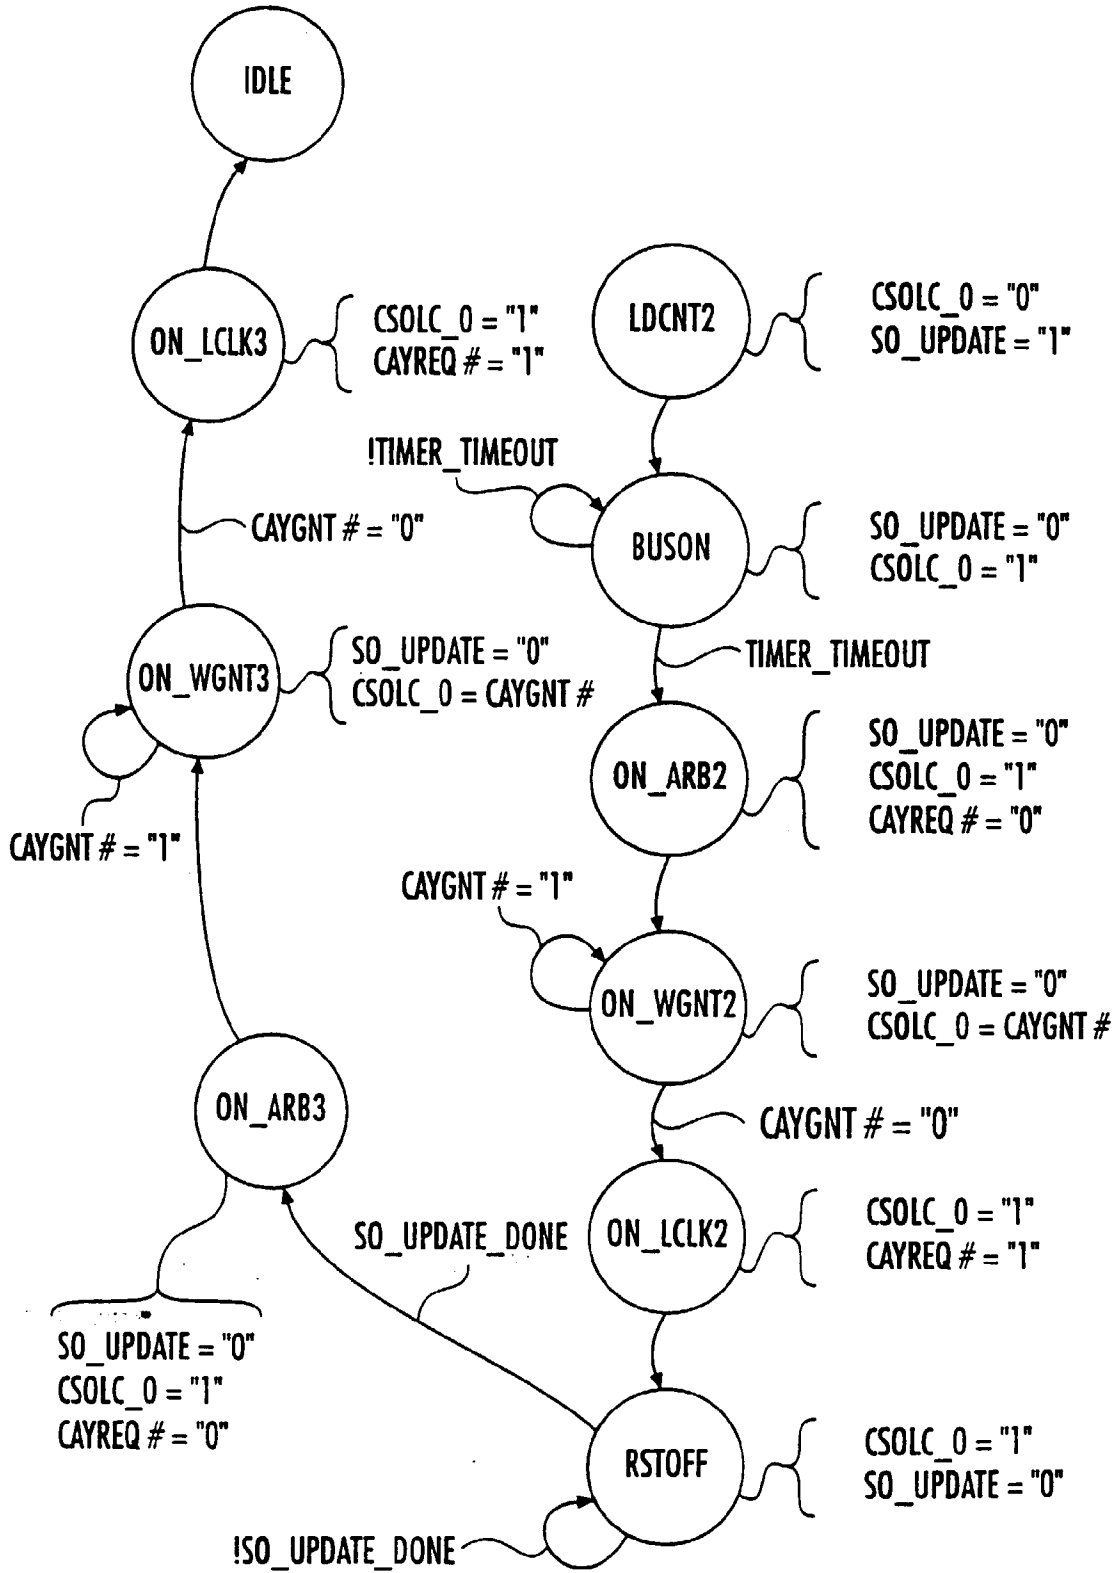 IDLE
ON_LCLK3
CSOLC_0 = "1"
CAYREQ # = "1"
LDCNT2
CSOLC_0 = "0"
SO_UPDATE = "1"
!TIMER_TIMEOUT
CAYGNT # = "0"
BUSON
SO_UPDATE = "0"
CSOLC_0 = "1"
TIMER_TIMEOUT
ON_WGNT3
SO_UPDATE = "0"
CSOLC_0 = CAYGNT #
CAYGNT # = "1"
ON_ARB2
SO_UPDATE = "0"
CSOLC_0 = "1"
CAYREQ # = "0"
CAYGNT # = "1"
ON_WGNT2
SO_UPDATE = "0"
CSOLC_0 = CAYGNT #
CAYGNT # = "0"
ON_ARB3
SO_UPDATE_DONE
ON_LCLK2
CSOLC_0 = "1"
CAYREQ # = "1"
SO_UPDATE = "0"
CSOLC_0 = "1"
CAYREQ # = "0"
RSTOFF
CSOLC_0 = "1"
SO_UPDATE = "0"
!SO_UPDATE_DONE